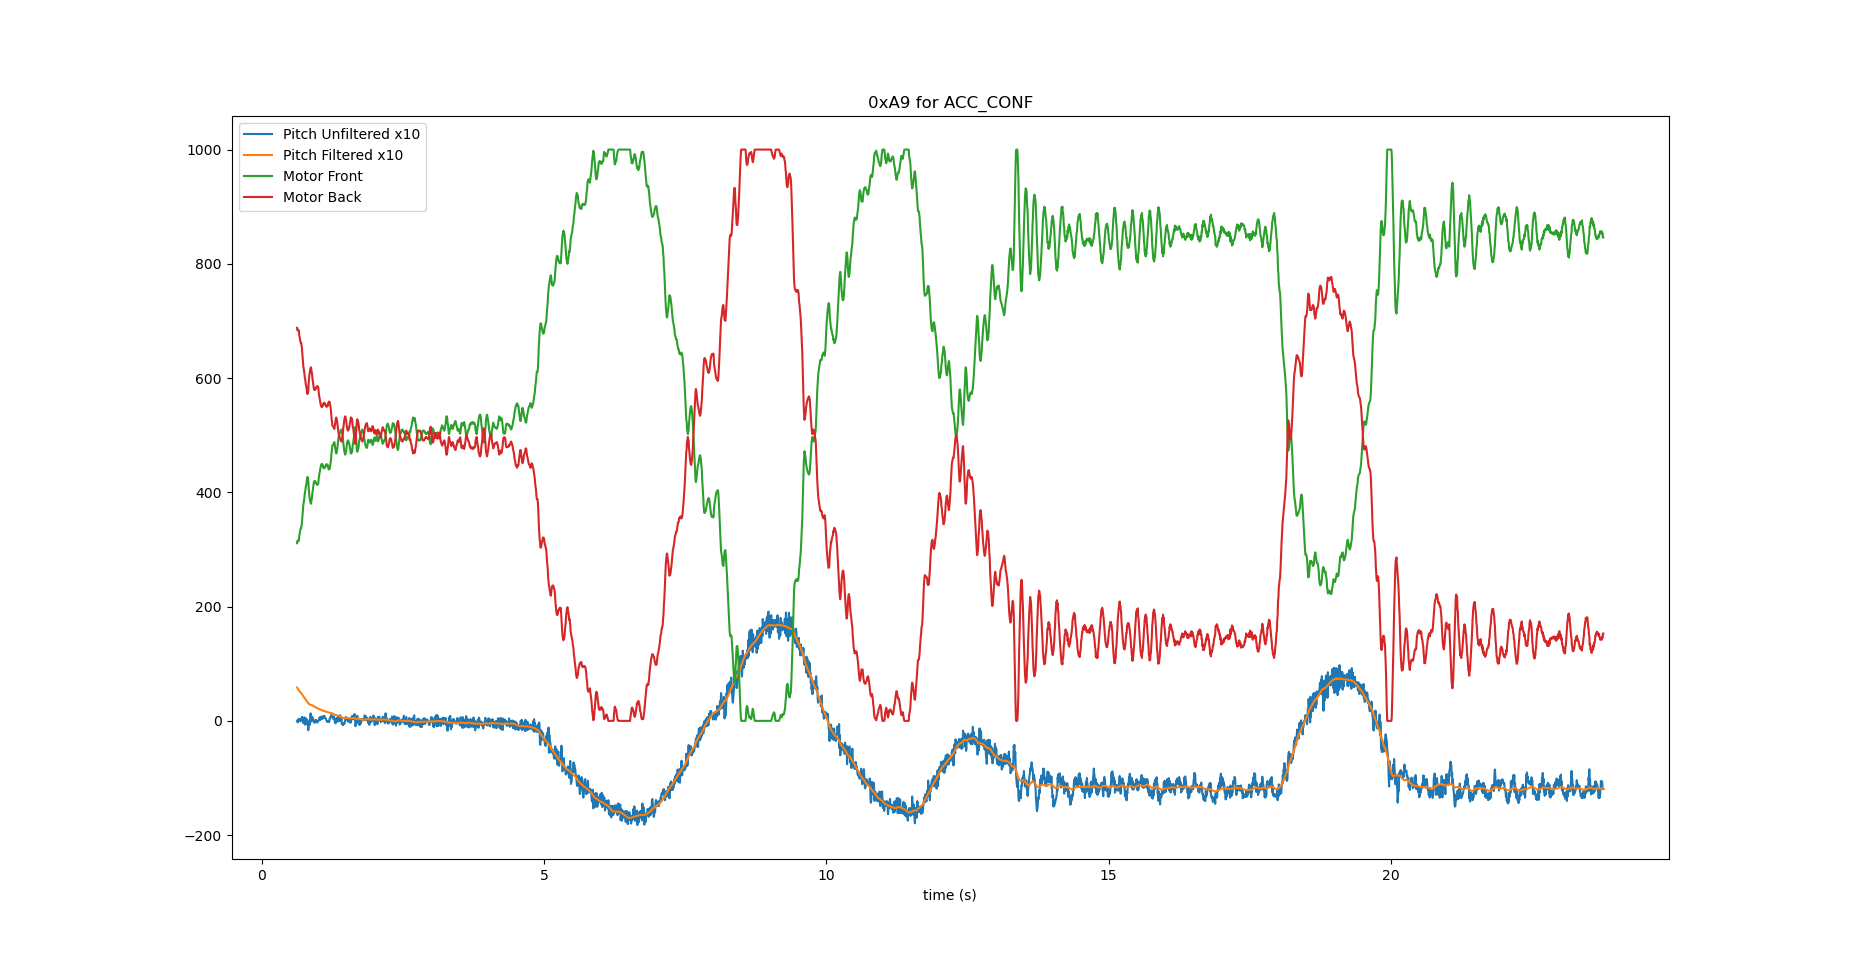 0xA9 for ACC_CONF
Pitch Unfiltered x10
Pitch Filtered x10
Motor Front
Motor Back
1000
800
600
400
200
0
−200
0 5 10 15 20
time (s)